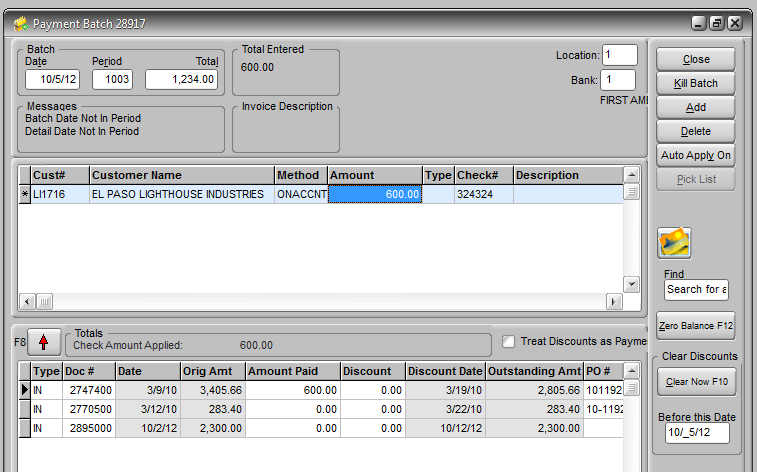 Payment Batch 28917
Batch
Date Period Total
10/5/12 1003 1,234.00
Total Entered
600.00
Location: 1
Bank: 1
FIRST AME
Messages
Batch Date Not In Period
Detail Date Not In Period
Invoice Description
Close
Kill Batch
Add
Delete
Auto Apply On
Pick List
Cust# Customer Name Method Amount Type Check# Description
* LI1716 EL PASO LIGHTHOUSE INDUSTRIES ONACCNT 600.00 324324
Find
Search for a
Zero Balance F12
Clear Discounts
Clear Now F10
Before this Date
10/_5/12
F8
Totals
Check Amount Applied: 600.00
Treat Discounts as Payme
Type Doc # Date Orig Amt Amount Paid Discount Discount Date Outstanding Amt PO #
IN 2747400 3/9/10 3,405.66 600.00 0.00 3/19/10 2,805.66 101192
IN 2770500 3/12/10 283.40 0.00 0.00 3/22/10 283.40 10-1192
IN 2895000 10/2/12 2,300.00 0.00 0.00 10/12/12 2,300.00